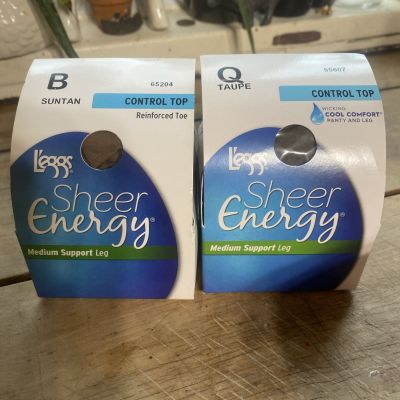 B
65204
SUNTAN
CONTROL TOP
Reinforced Toe
L'eggs
Sheer
Energy®
Medium Support Leg
Q
55607
TAUPE
CONTROL TOP
WICKING
COOL COMFORT®
PANTY AND LEG
L'eggs
Sheer
Energy®
Medium Support Leg